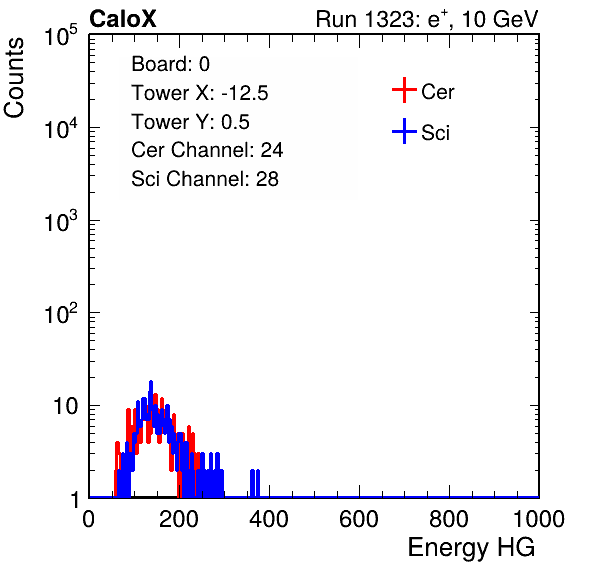 CaloX Run 1323: e⁺, 10 GeV
Counts
10⁵
10⁴
10³
10²
10
1
Board: 0
Tower X: -12.5
Tower Y: 0.5
Cer Channel: 24
Sci Channel: 28
Cer
Sci
0 200 400 600 800 1000
Energy HG